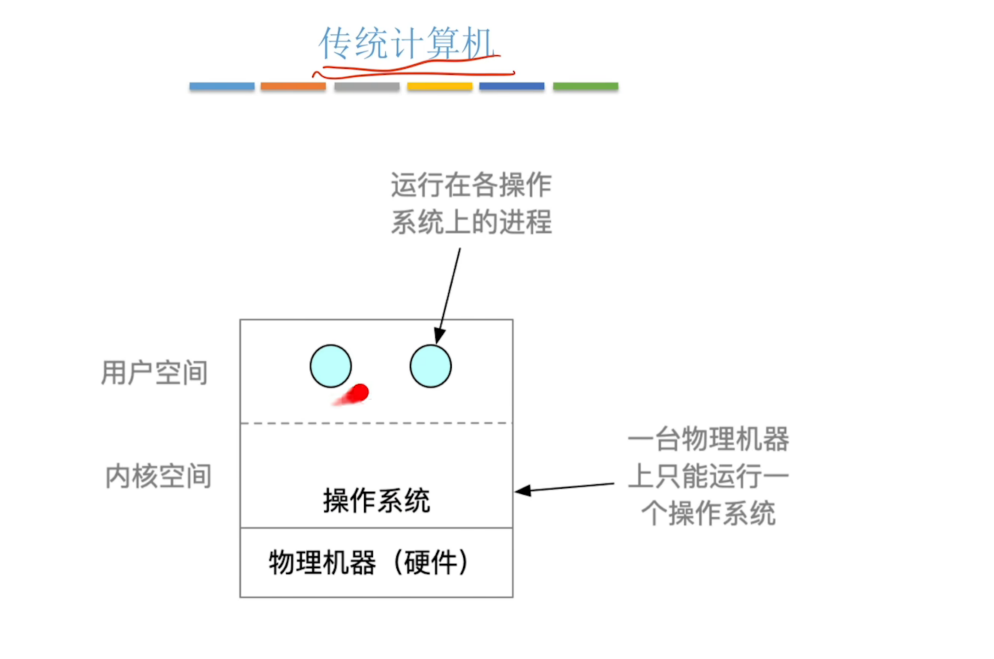 传统计算机
运行在各操作
系统上的进程
用户空间
一台物理机器
上只能运行一
个操作系统
内核空间
操作系统
物理机器（硬件）